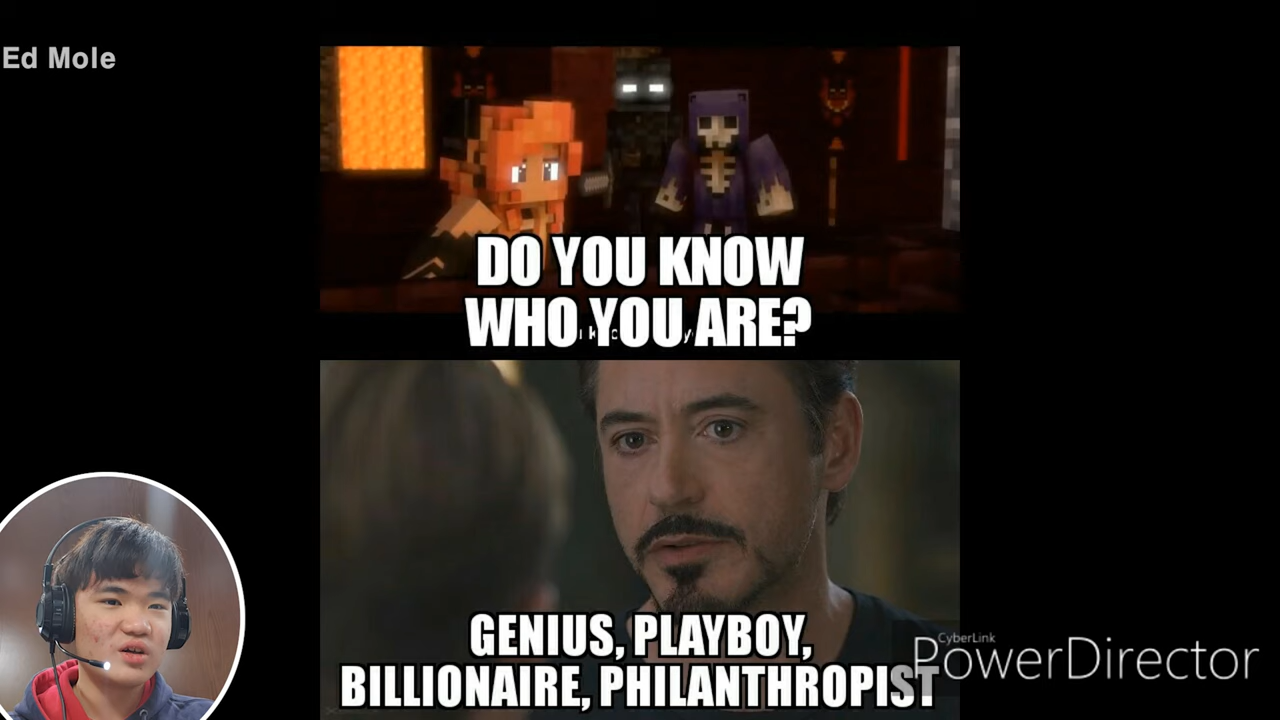 Ed Mole
DO YOU KNOW
WHO YOU ARE?
GENIUS, PLAYBOY,
BILLIONAIRE, PHILANTHROPIST
CyberLink
PowerDirector